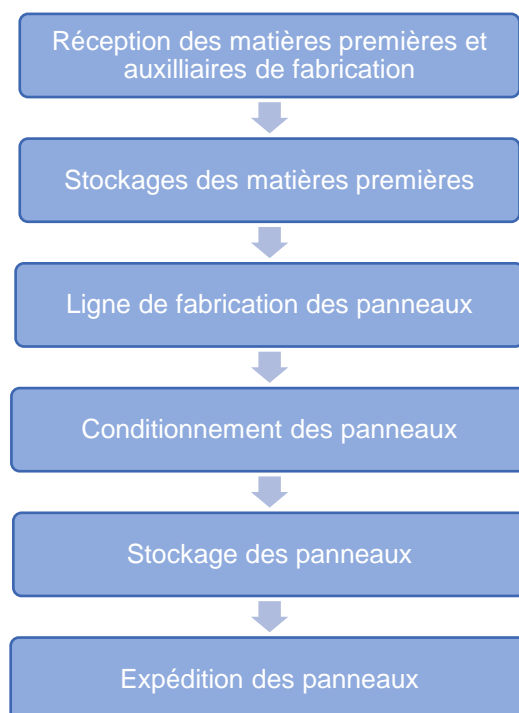 Réception des matières premières et
auxilliaires de fabrication
Stockages des matières premières
Ligne de fabrication des panneaux
Conditionnement des panneaux
Stockage des panneaux
Expédition des panneaux